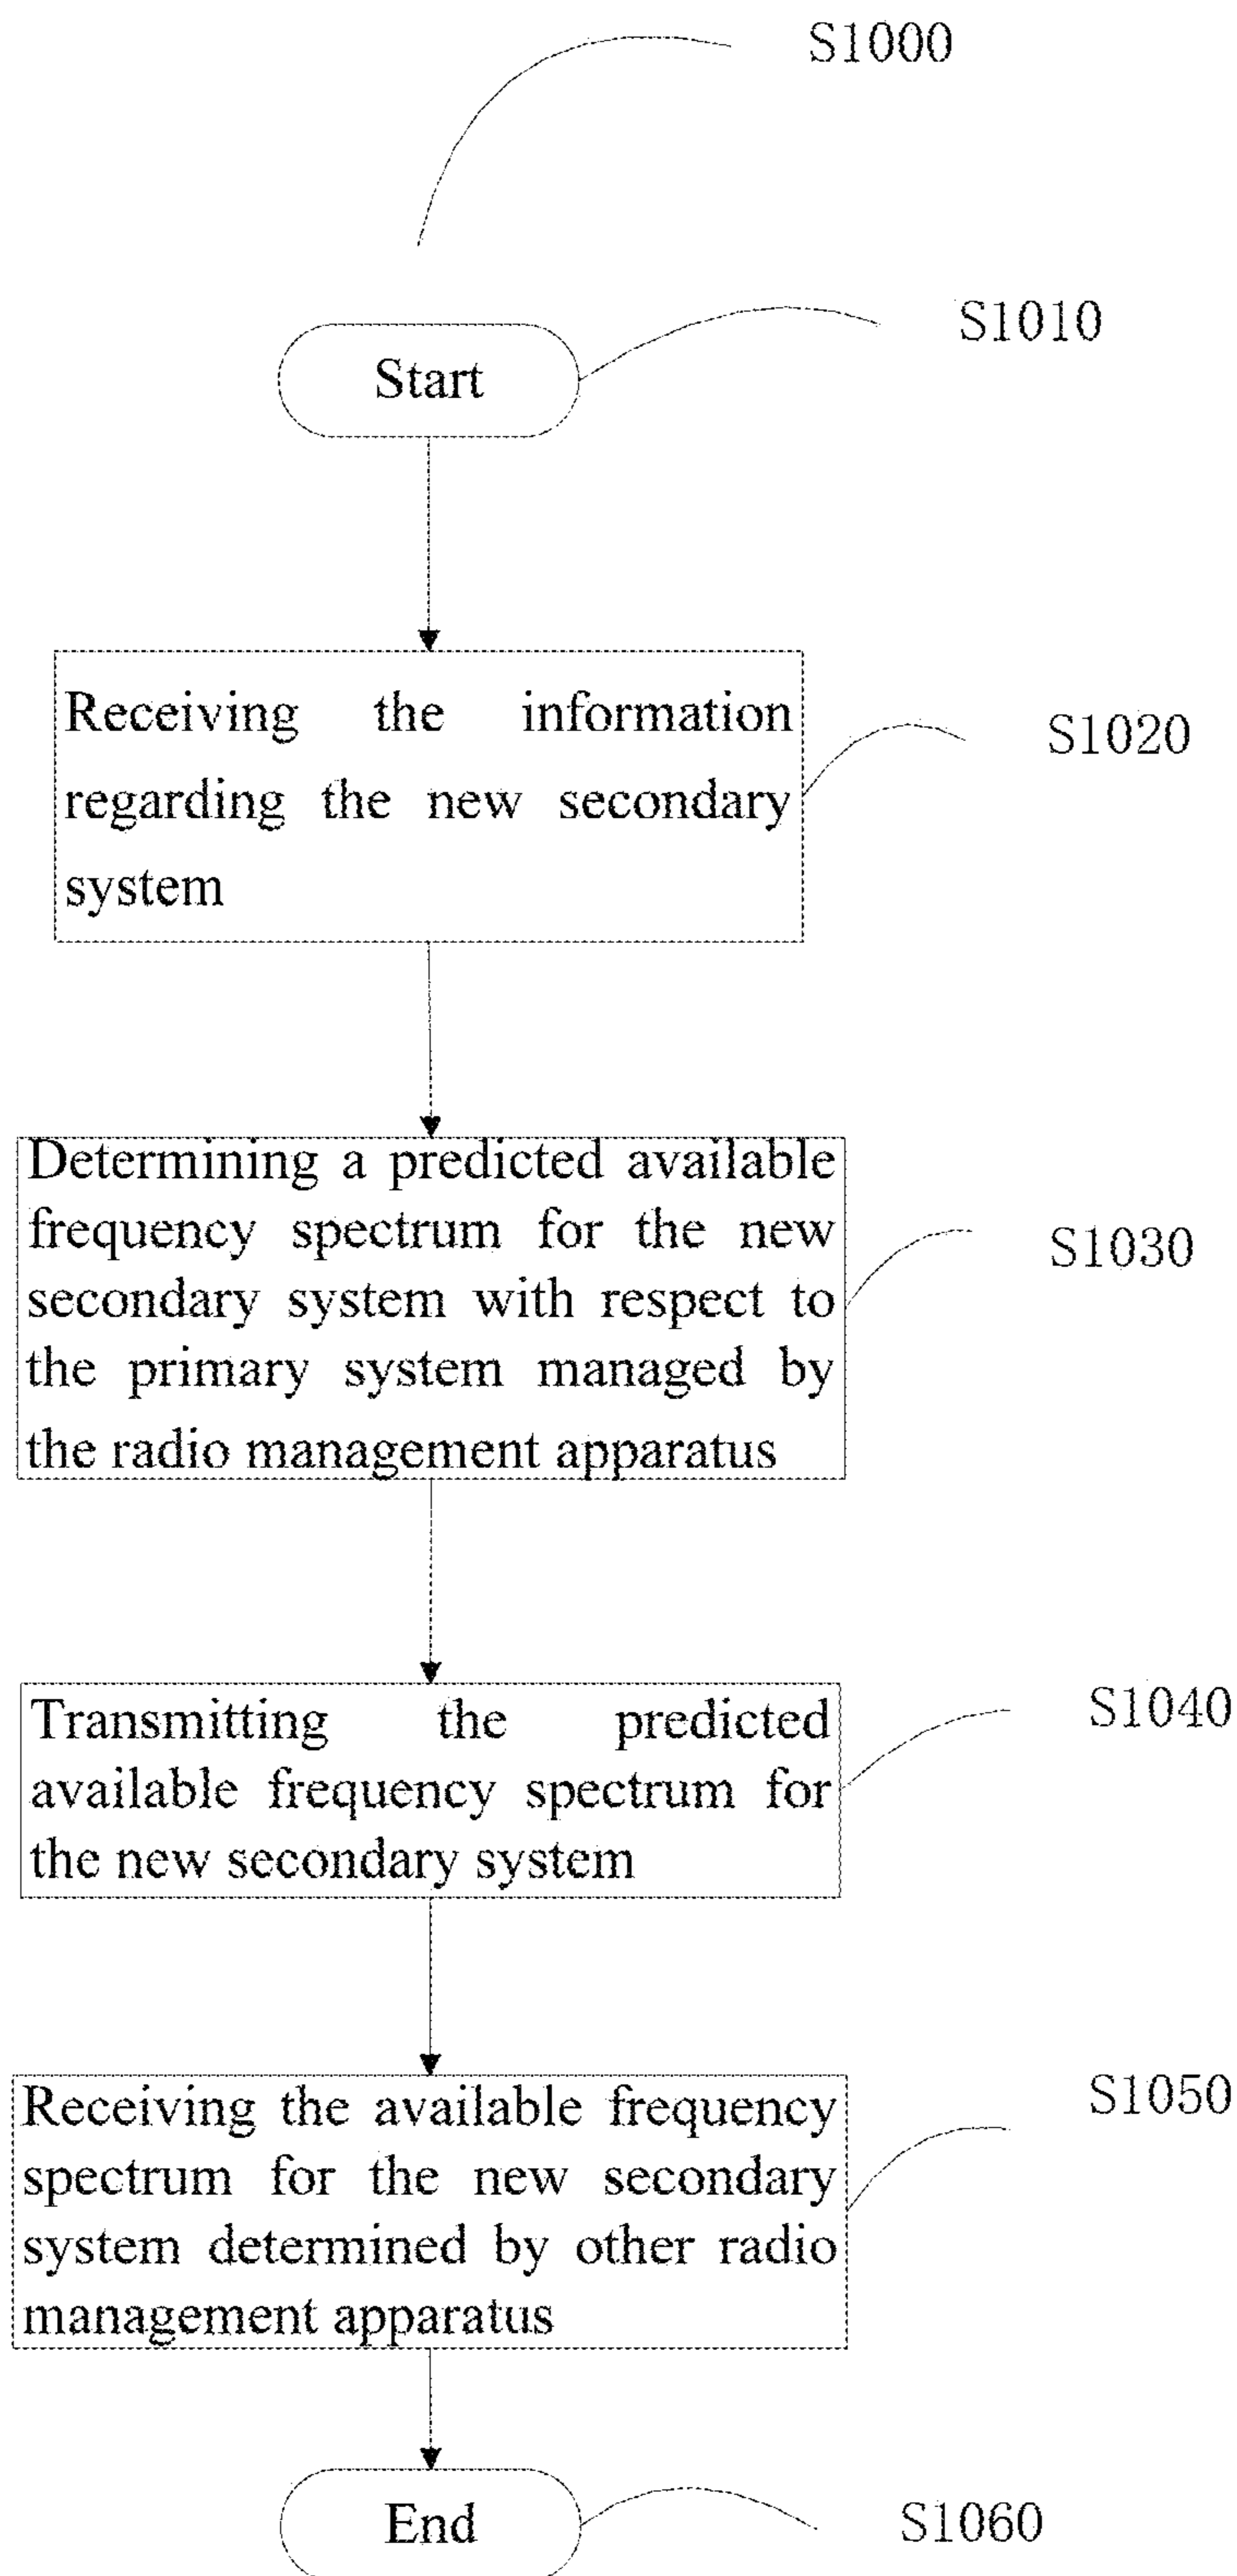 S1000
S1010
Start
Receiving the information
regarding the new secondary
system
S1020
Determining a predicted available
frequency spectrum for the new
secondary system with respect to
the primary system managed by
the radio management apparatus
S1030
Transmitting the predicted
available frequency spectrum for
the new secondary system
S1040
Receiving the available frequency
spectrum for the new secondary
system determined by other radio
management apparatus
S1050
End
S1060